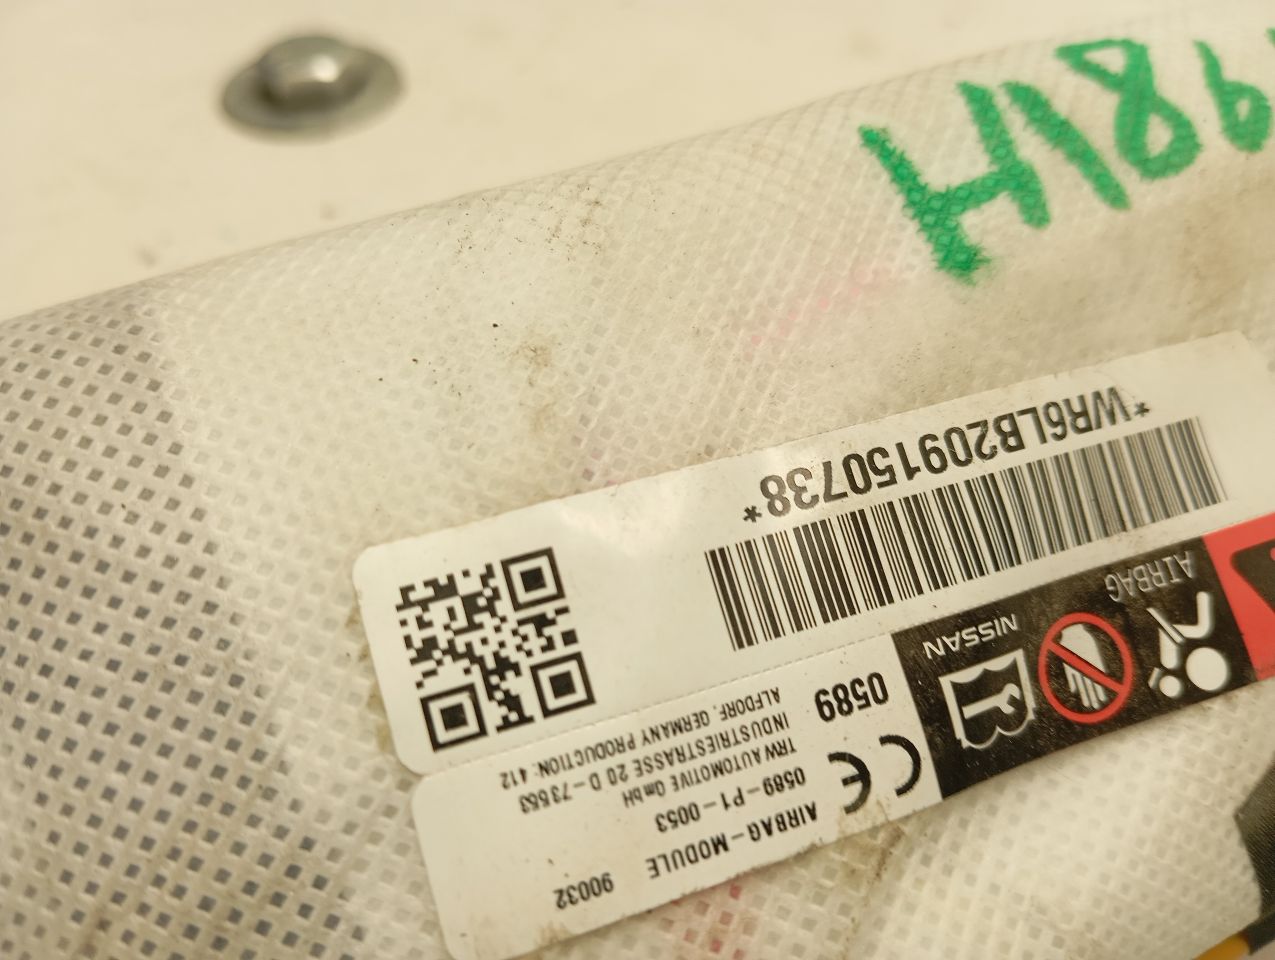 90032
AIRBAG-MODULE
0589-P1-0053
TRW AUTOMOTIVE GmbH
INDUSTRIESTRASSE 20 D-73553
ALFDORF. GERMANY PRODUCTION: 412
CE
0589
NISSAN
AIRBAG
*WR6LB209150738*